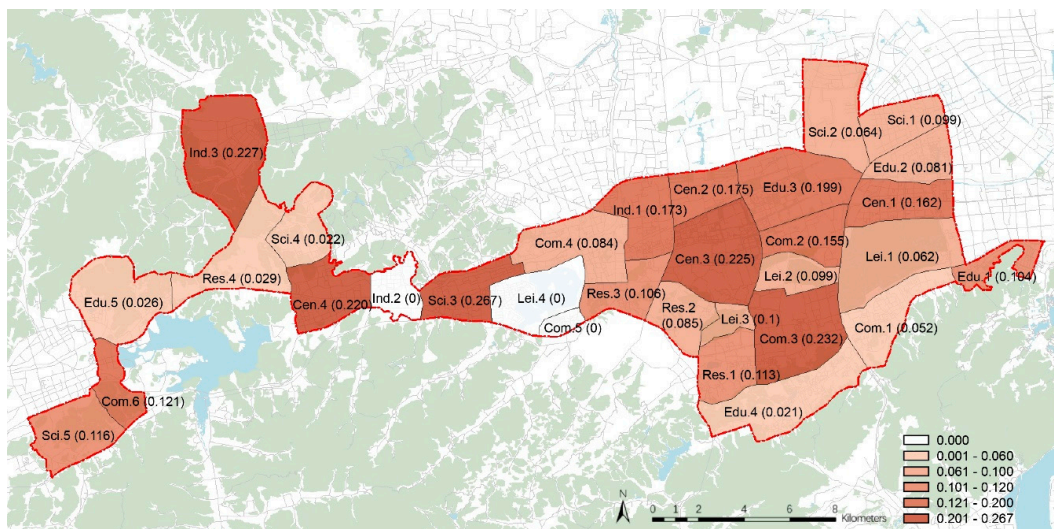 Sci.1 (0.099)
Sci.2 (0.064)
Ind.3 (0.227)
Edu.2 (0.081)
Edu.3 (0.199)
Cen.2 (0.175)
Cen.1 (0.162)
Ind.1 (0.173)
Sci.4 (0.022)
Com.2 (0.155)
Com.4 (0.084)
Lei.1 (0.062)
Cen.3 (0.225)
Lei.2 (0.099)
Edu.1 (0.104)
Res.4 (0.029)
Res.3 (0.106)
Edu.5 (0.026)
Cen.4 (0.220)
Ind.2 (0)
Sci.3 (0.267)
Lei.4 (0)
Res.2
(0.085)
Lei.3 (0.1)
Com.5 (0)
Com.1 (0.052)
Com.3 (0.232)
Res.1 (0.113)
Com.6 (0.121)
Edu.4 (0.021)
Sci.5 (0.116)
0.000
0.001 - 0.060
0.061 - 0.100
0.101 - 0.120
0.121 - 0.200
0.201 - 0.267
N
0 2 4 6 8
Kilometers